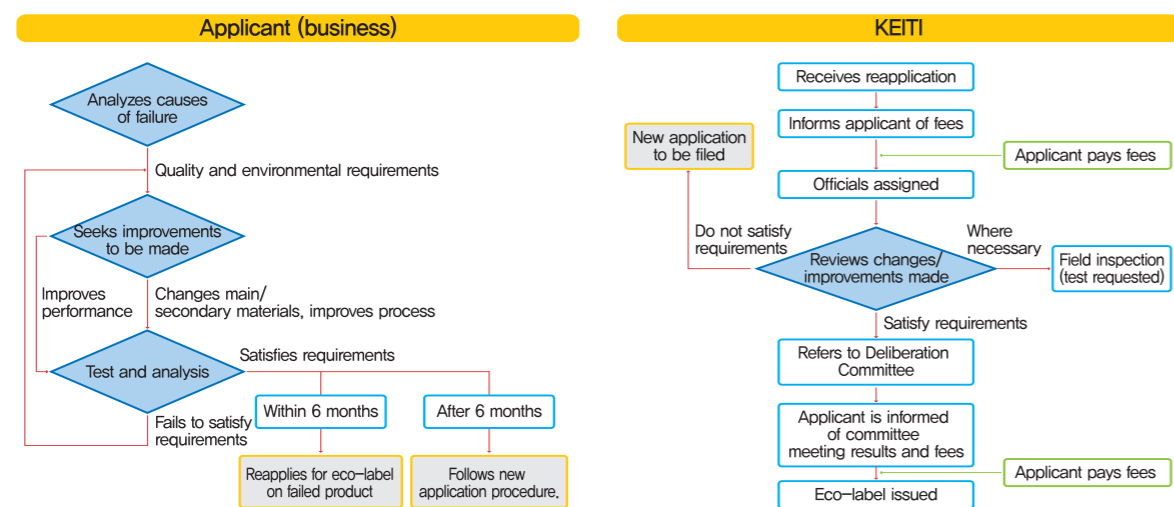 Applicant (business)
Analyzes causes
of failure
Quality and environmental requirements
Seeks improvements
to be made
Improves
performance
Changes main/
secondary materials, improves process
Test and analysis
Satisfies requirements
Fails to satisfy
requirements
Within 6 months
After 6 months
Reapplies for eco-label
on failed product
Follows new
application procedure.
KEITI
Receives reapplication
Informs applicant of fees
New application
to be filed
Applicant pays fees
Officials assigned
Do not satisfy
requirements
Where
necessary
Reviews changes/
improvements made
Field inspection
(test requested)
Satisfy requirements
Refers to Deliberation
Committee
Applicant is informed
of committee
meeting results and fees
Applicant pays fees
Eco-label issued